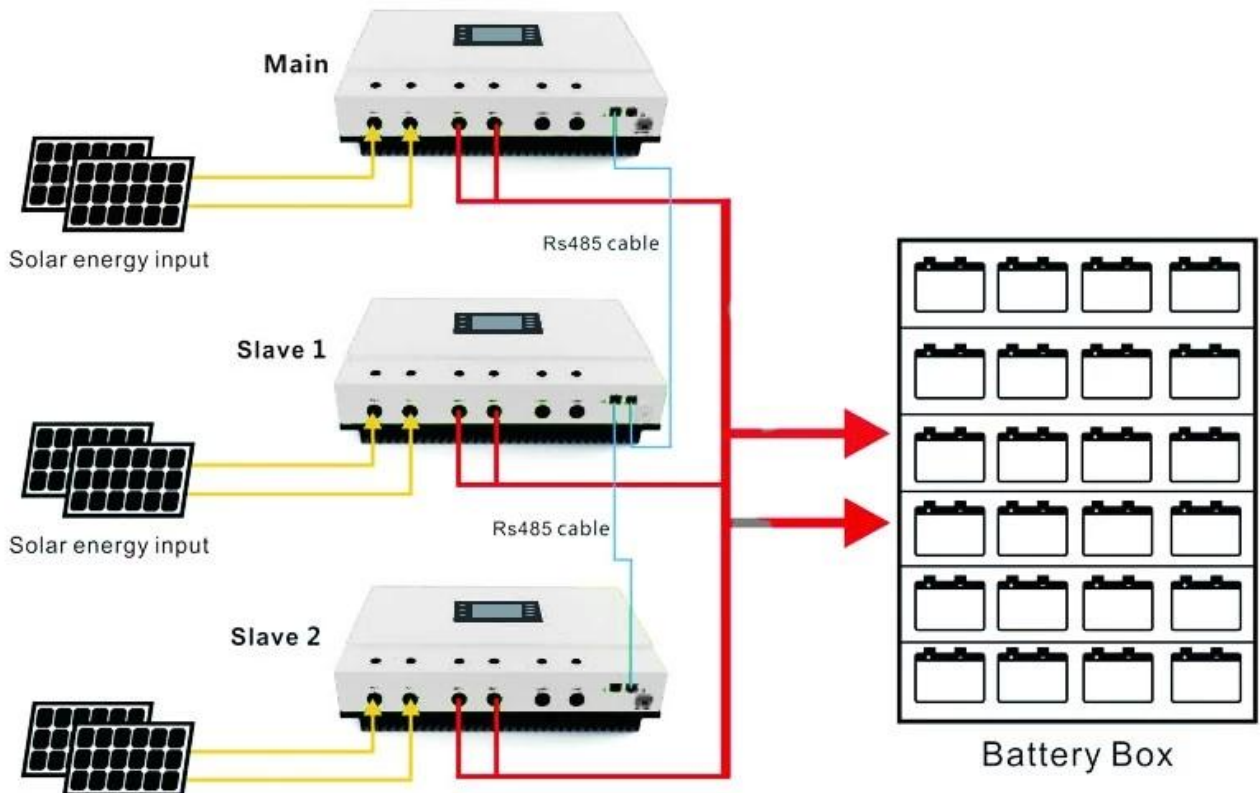 Main
Solar energy input
Rs485 cable
Slave 1
Solar energy input
Rs485 cable
Slave 2
Battery Box